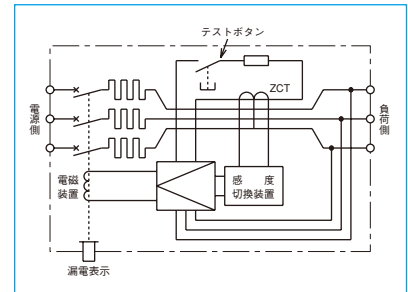 テストボタン
ZCT
電源側
負荷側
電磁装置
感度切換装置
漏電表示